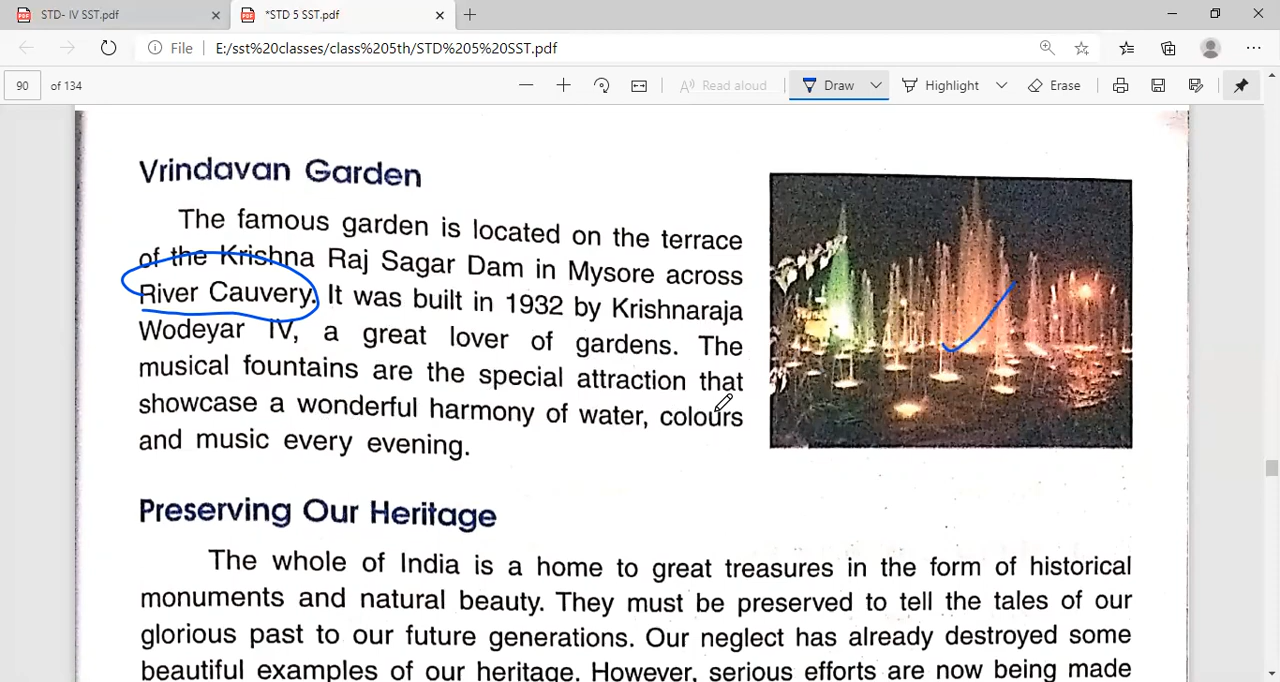 STD- IV SST.pdf
*STD 5 SST.pdf
File
E:/sst%20classes/class%205th/STD%205%20SST.pdf
90 of 134
Read aloud
Draw
Highlight
Erase
Vrindavan Garden
The famous garden is located on the terrace
of the Krishna Raj Sagar Dam in Mysore across
River Cauvery. It was built in 1932 by Krishnaraja
Wodeyar IV, a great lover of gardens. The
musical fountains are the special attraction that
showcase a wonderful harmony of water, colours
and music every evening.
Preserving Our Heritage
The whole of India is a home to great treasures in the form of historical
monuments and natural beauty. They must be preserved to tell the tales of our
glorious past to our future generations. Our neglect has already destroyed some
beautiful examples of our heritage. However, serious efforts are now being made